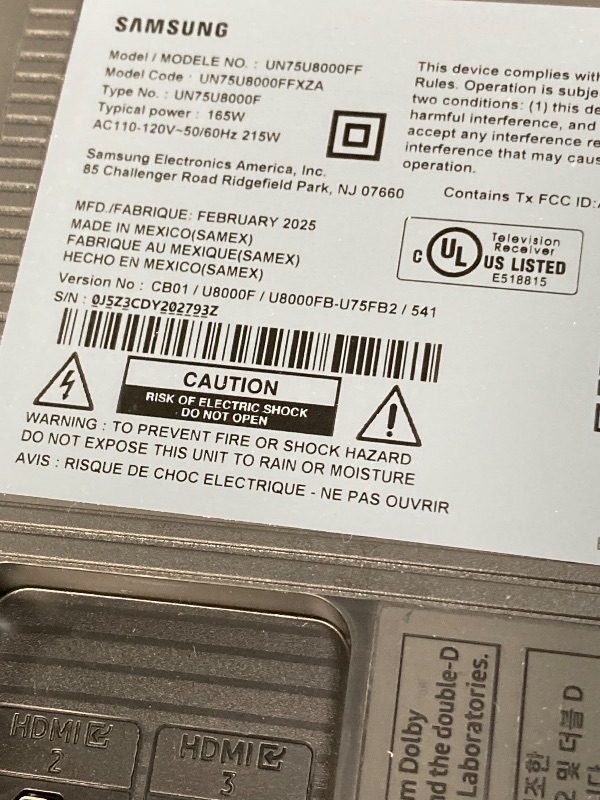 SAMSUNG
Model / MODELE NO. : UN75U8000FF
Model Code : UN75U8000FFXZA
Type No. : UN75U8000F
Typical power : 165W
AC110-120V~50/60Hz 215W
Samsung Electronics America, Inc.
85 Challenger Road Ridgefield Park, NJ 07660
This device complies with
Rules. Operation is subje
two conditions: (1) this de
harmful interference, and
accept any interference re
interference that may caus
operation.
Contains Tx FCC ID:A
MFD./FABRIQUE: FEBRUARY 2025
MADE IN MEXICO(SAMEX)
FABRIQUE AU MEXIQUE(SAMEX)
HECHO EN MEXICO(SAMEX)
C UL US LISTED
Television
Receiver
E518815
Version No : CB01 / U8000F / U8000FB-U75FB2 / 541
S/N : 0J5Z3CDY202793Z
CAUTION
RISK OF ELECTRIC SHOCK
DO NOT OPEN
WARNING : TO PREVENT FIRE OR SHOCK HAZARD
DO NOT EXPOSE THIS UNIT TO RAIN OR MOISTURE
AVIS : RISQUE DE CHOC ELECTRIQUE - NE PAS OUVRIR
HDMI
2
HDMI
3
m Dolby
nd the double-D
Laboratories.
조한
및 더블 D